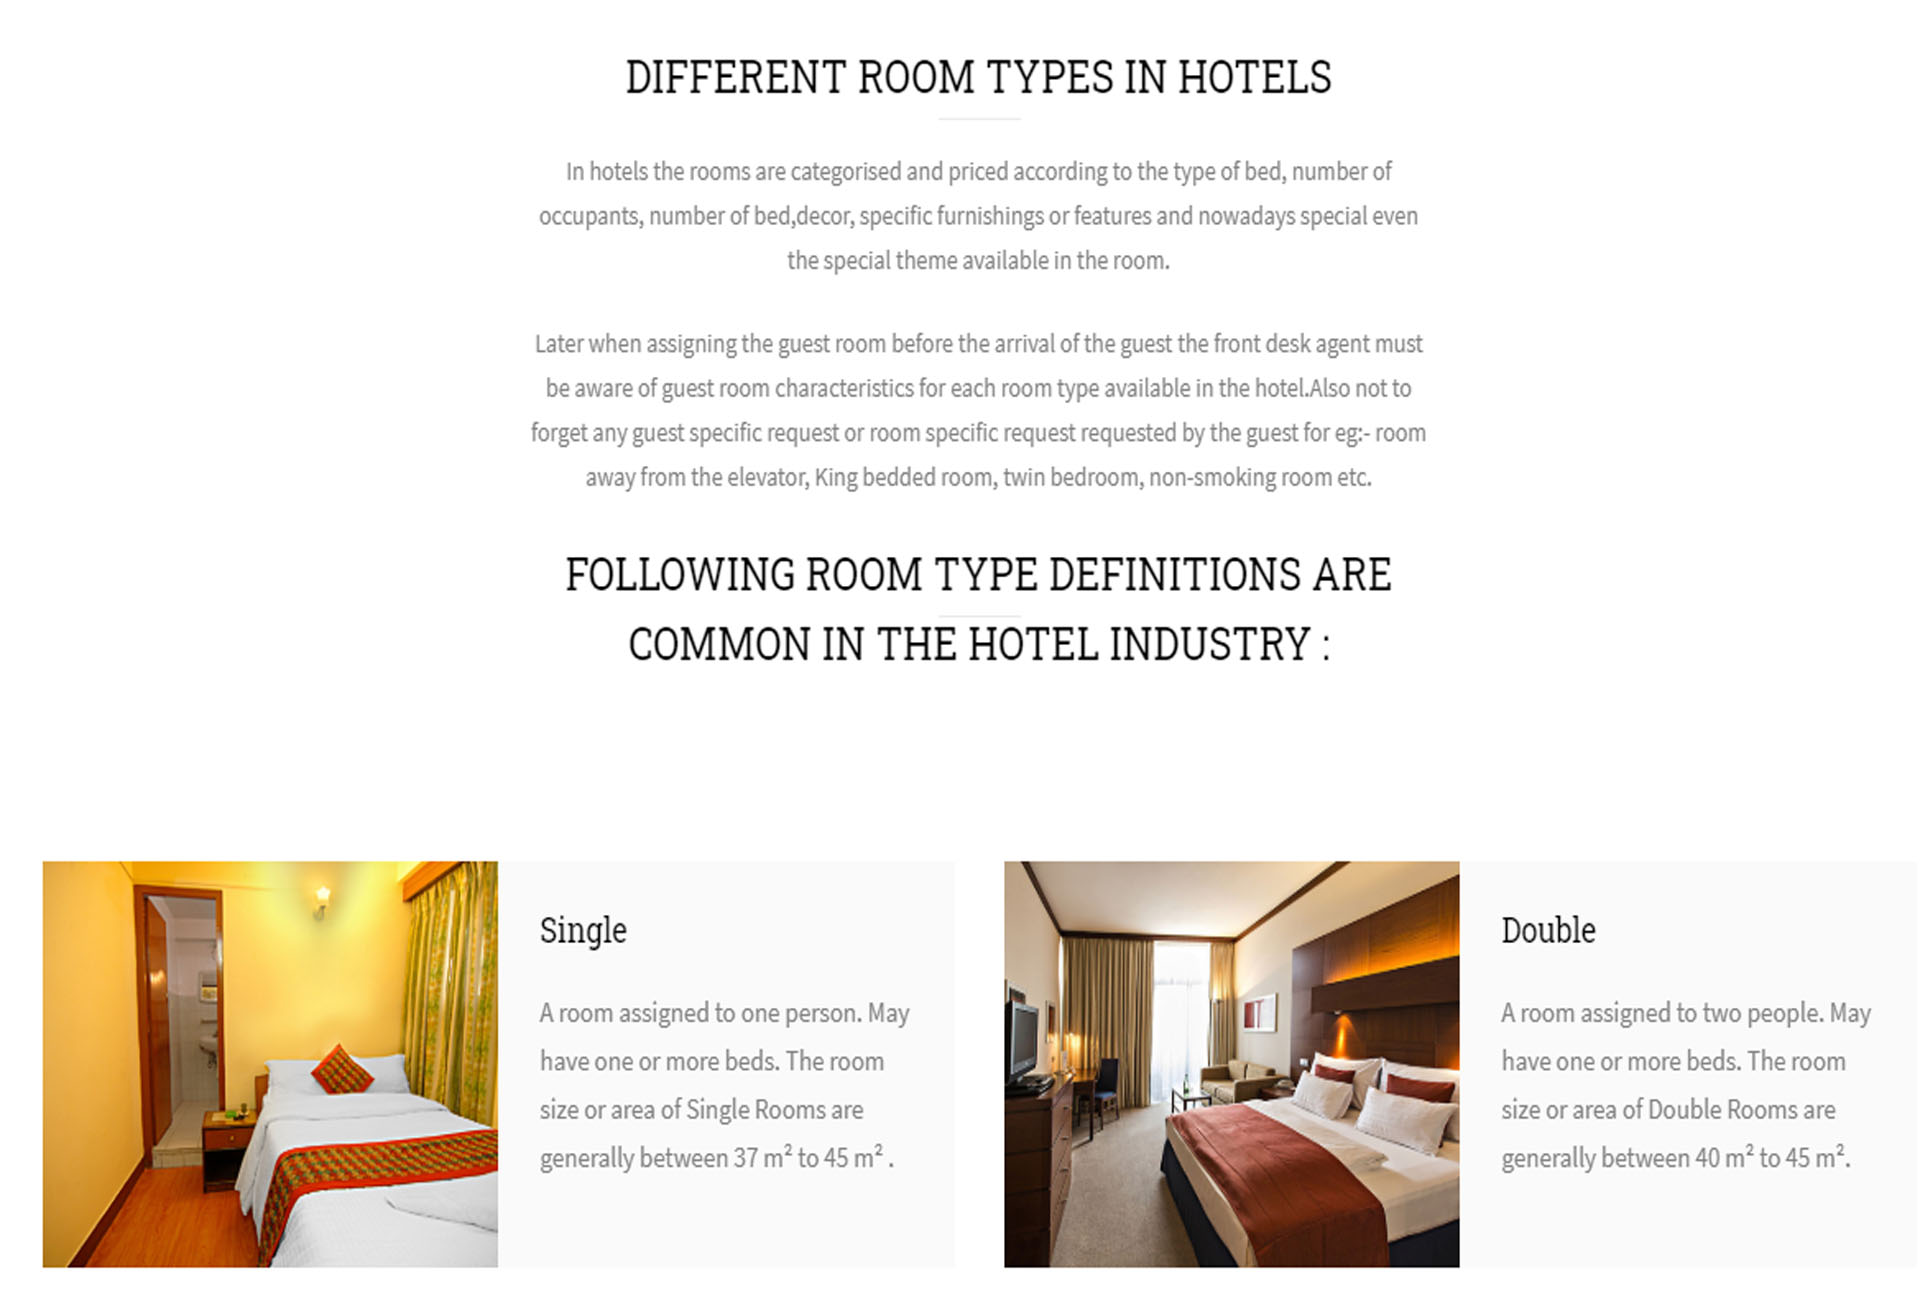 DIFFERENT ROOM TYPES IN HOTELS
In hotels the rooms are categorised and priced according to the type of bed, number of
occupants, number of bed,decor, specific furnishings or features and nowadays special even
the special theme available in the room.
Later when assigning the guest room before the arrival of the guest the front desk agent must
be aware of guest room characteristics for each room type available in the hotel.Also not to
forget any guest specific request or room specific request requested by the guest for eg:- room
away from the elevator, King bedded room, twin bedroom, non-smoking room etc.
FOLLOWING ROOM TYPE DEFINITIONS ARE
COMMON IN THE HOTEL INDUSTRY :
Single
A room assigned to one person. May
have one or more beds. The room
size or area of Single Rooms are
generally between 37 m² to 45 m² .
Double
A room assigned to two people. May
have one or more beds. The room
size or area of Double Rooms are
generally between 40 m² to 45 m².